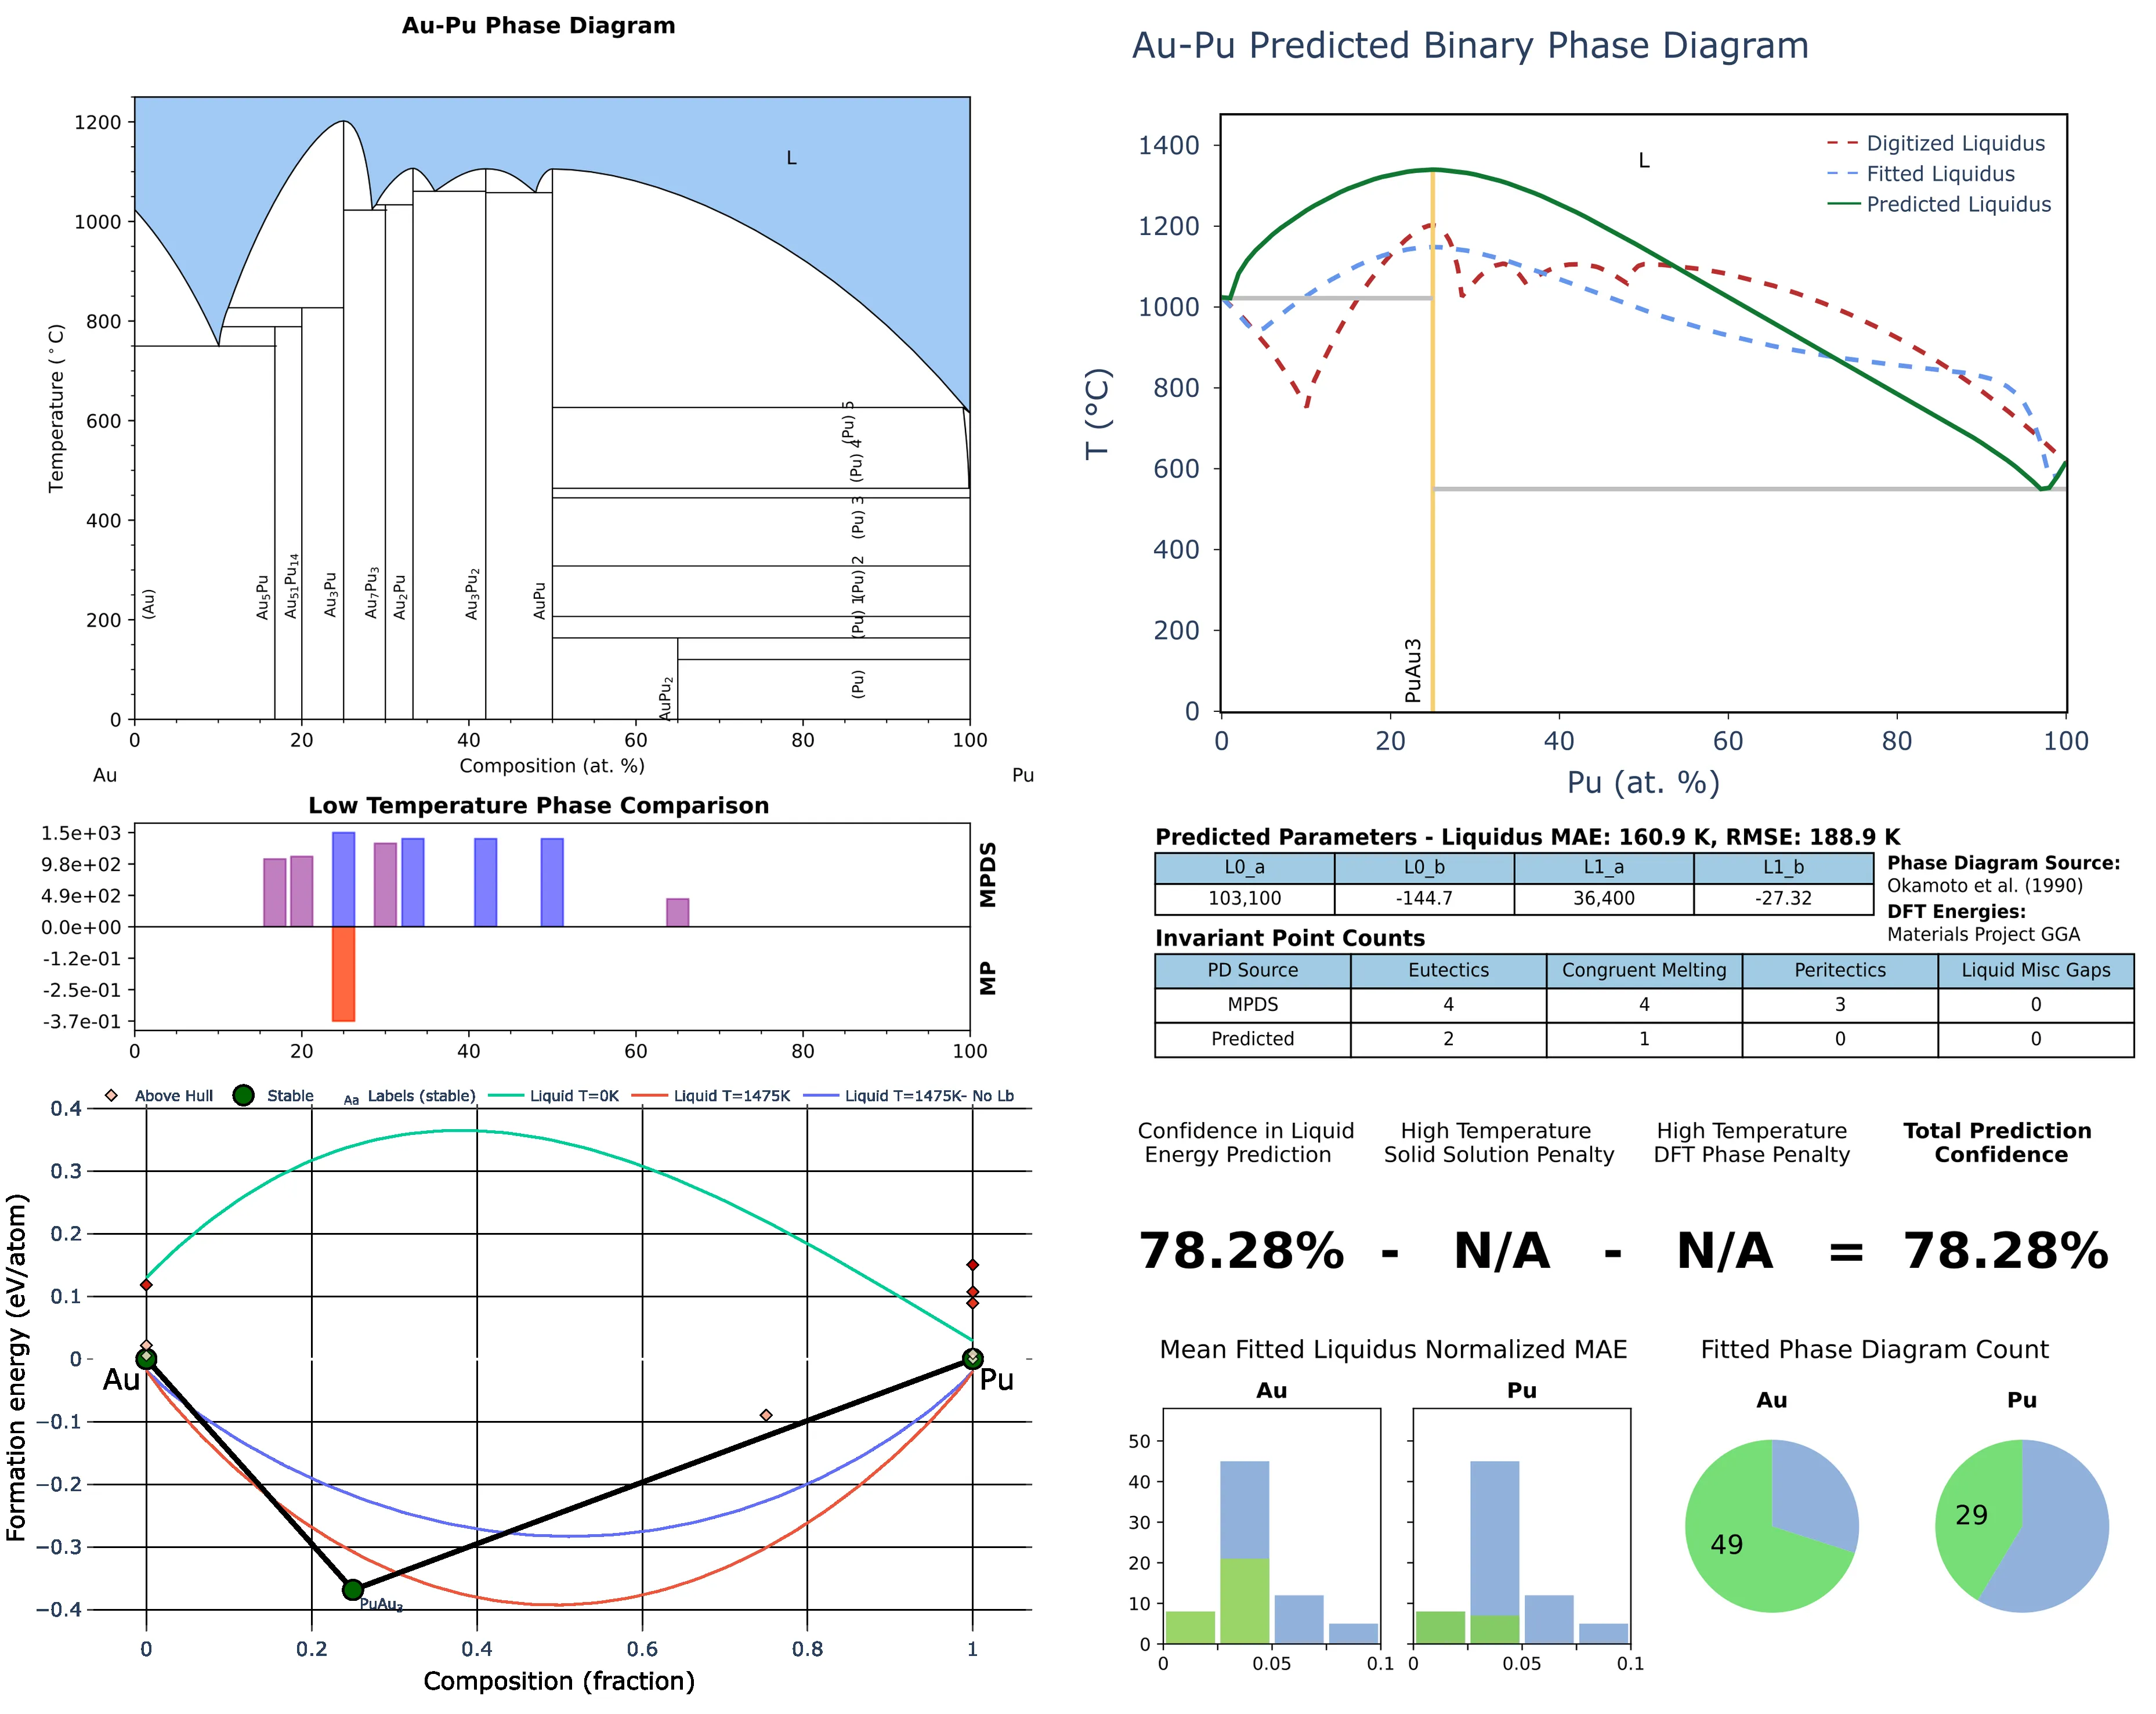 Au-Pu Phase Diagram
1200
1000
800
600
400
200
0
Temperature (°C)
L
(Au)
Au5Pu
Au51Pu14
Au3Pu
Au7Pu3
Au2Pu
Au3Pu2
AuPu
AuPu2
(Pu) 5
(Pu) 4
(Pu) 3
(Pu) 2
(Pu) 1
(Pu)
0 20 40 60 80 100
Composition (at. %)
Au Pu
Low Temperature Phase Comparison
1.5e+03
9.8e+02
4.9e+02
0.0e+00
-1.2e-01
-2.5e-01
-3.7e-01
MPDS
MP
0 20 40 60 80 100
Above Hull Stable Aa Labels (stable) Liquid T=0K Liquid T=1475K Liquid T=1475K- No Lb
0.4
0.3
0.2
0.1
0
−0.1
−0.2
−0.3
−0.4
Formation energy (eV/atom)
Au
Pu
PuAu3
0 0.2 0.4 0.6 0.8 1
Composition (fraction)
Au-Pu Predicted Binary Phase Diagram
1400
1200
1000
800
600
400
200
0
T (°C)
L
Digitized Liquidus
Fitted Liquidus
Predicted Liquidus
PuAu3
0 20 40 60 80 100
Pu (at. %)
Predicted Parameters - Liquidus MAE: 160.9 K, RMSE: 188.9 K
L0_a L0_b L1_a L1_b
103,100 -144.7 36,400 -27.32
Phase Diagram Source:
Okamoto et al. (1990)
DFT Energies:
Materials Project GGA
Invariant Point Counts
PD Source Eutectics Congruent Melting Peritectics Liquid Misc Gaps
MPDS 4 4 3 0
Predicted 2 1 0 0
Confidence in Liquid
Energy Prediction
High Temperature
Solid Solution Penalty
High Temperature
DFT Phase Penalty
Total Prediction
Confidence
78.28% - N/A - N/A = 78.28%
Mean Fitted Liquidus Normalized MAE
Au Pu
50
40
30
20
10
0
0 0.05 0.1
0 0.05 0.1
Fitted Phase Diagram Count
Au Pu
49
29